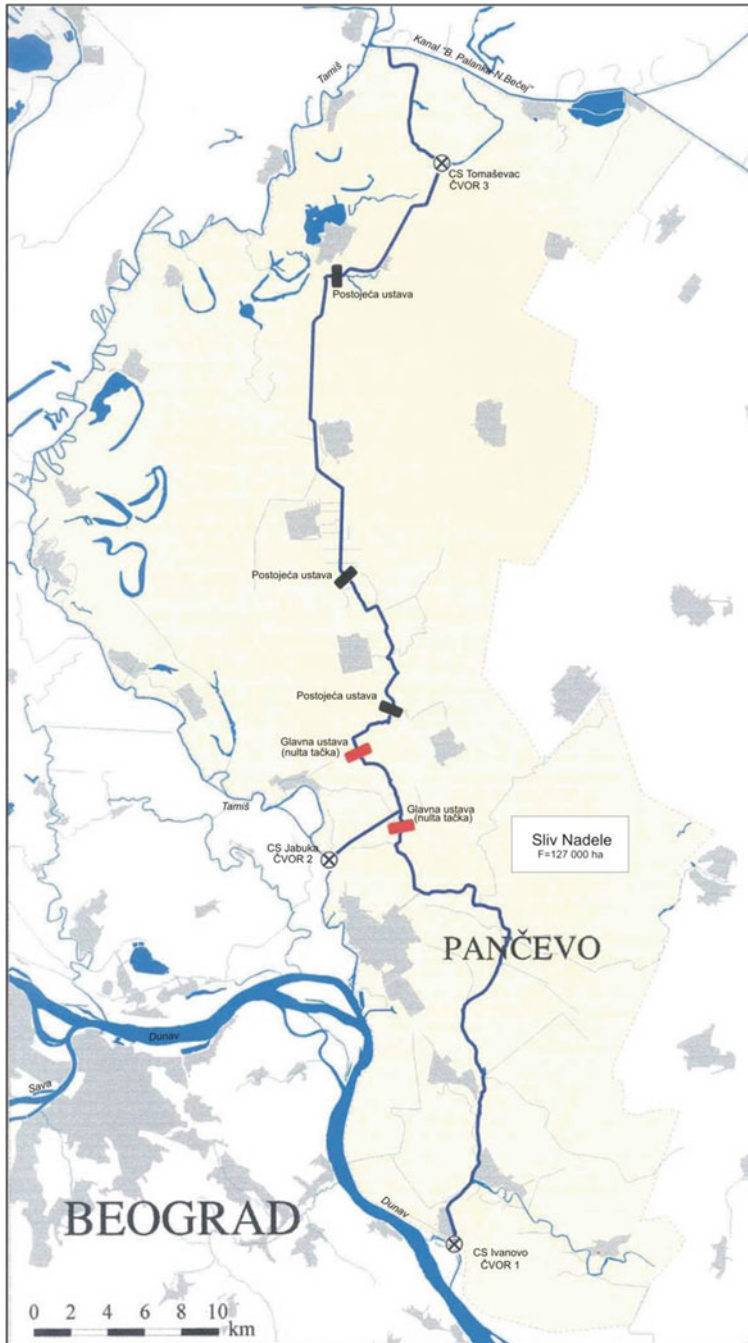 Kanal "B. Palanka-N.Bečej"
Tamiš
CS Tomaševac
ČVOR 3
Postojeća ustava
Postojeća ustava
Postojeća ustava
Glavna ustava
(nulta tačka)
Tamiš
Glavna ustava
(nulta tačka)
CS Jabuka
ČVOR 2
Sliv Nadele
F=127 000 ha
PANČEVO
Dunav
Sava
BEOGRAD
Dunav
CS Ivanovo
ČVOR 1
0 2 4 6 8 10
km